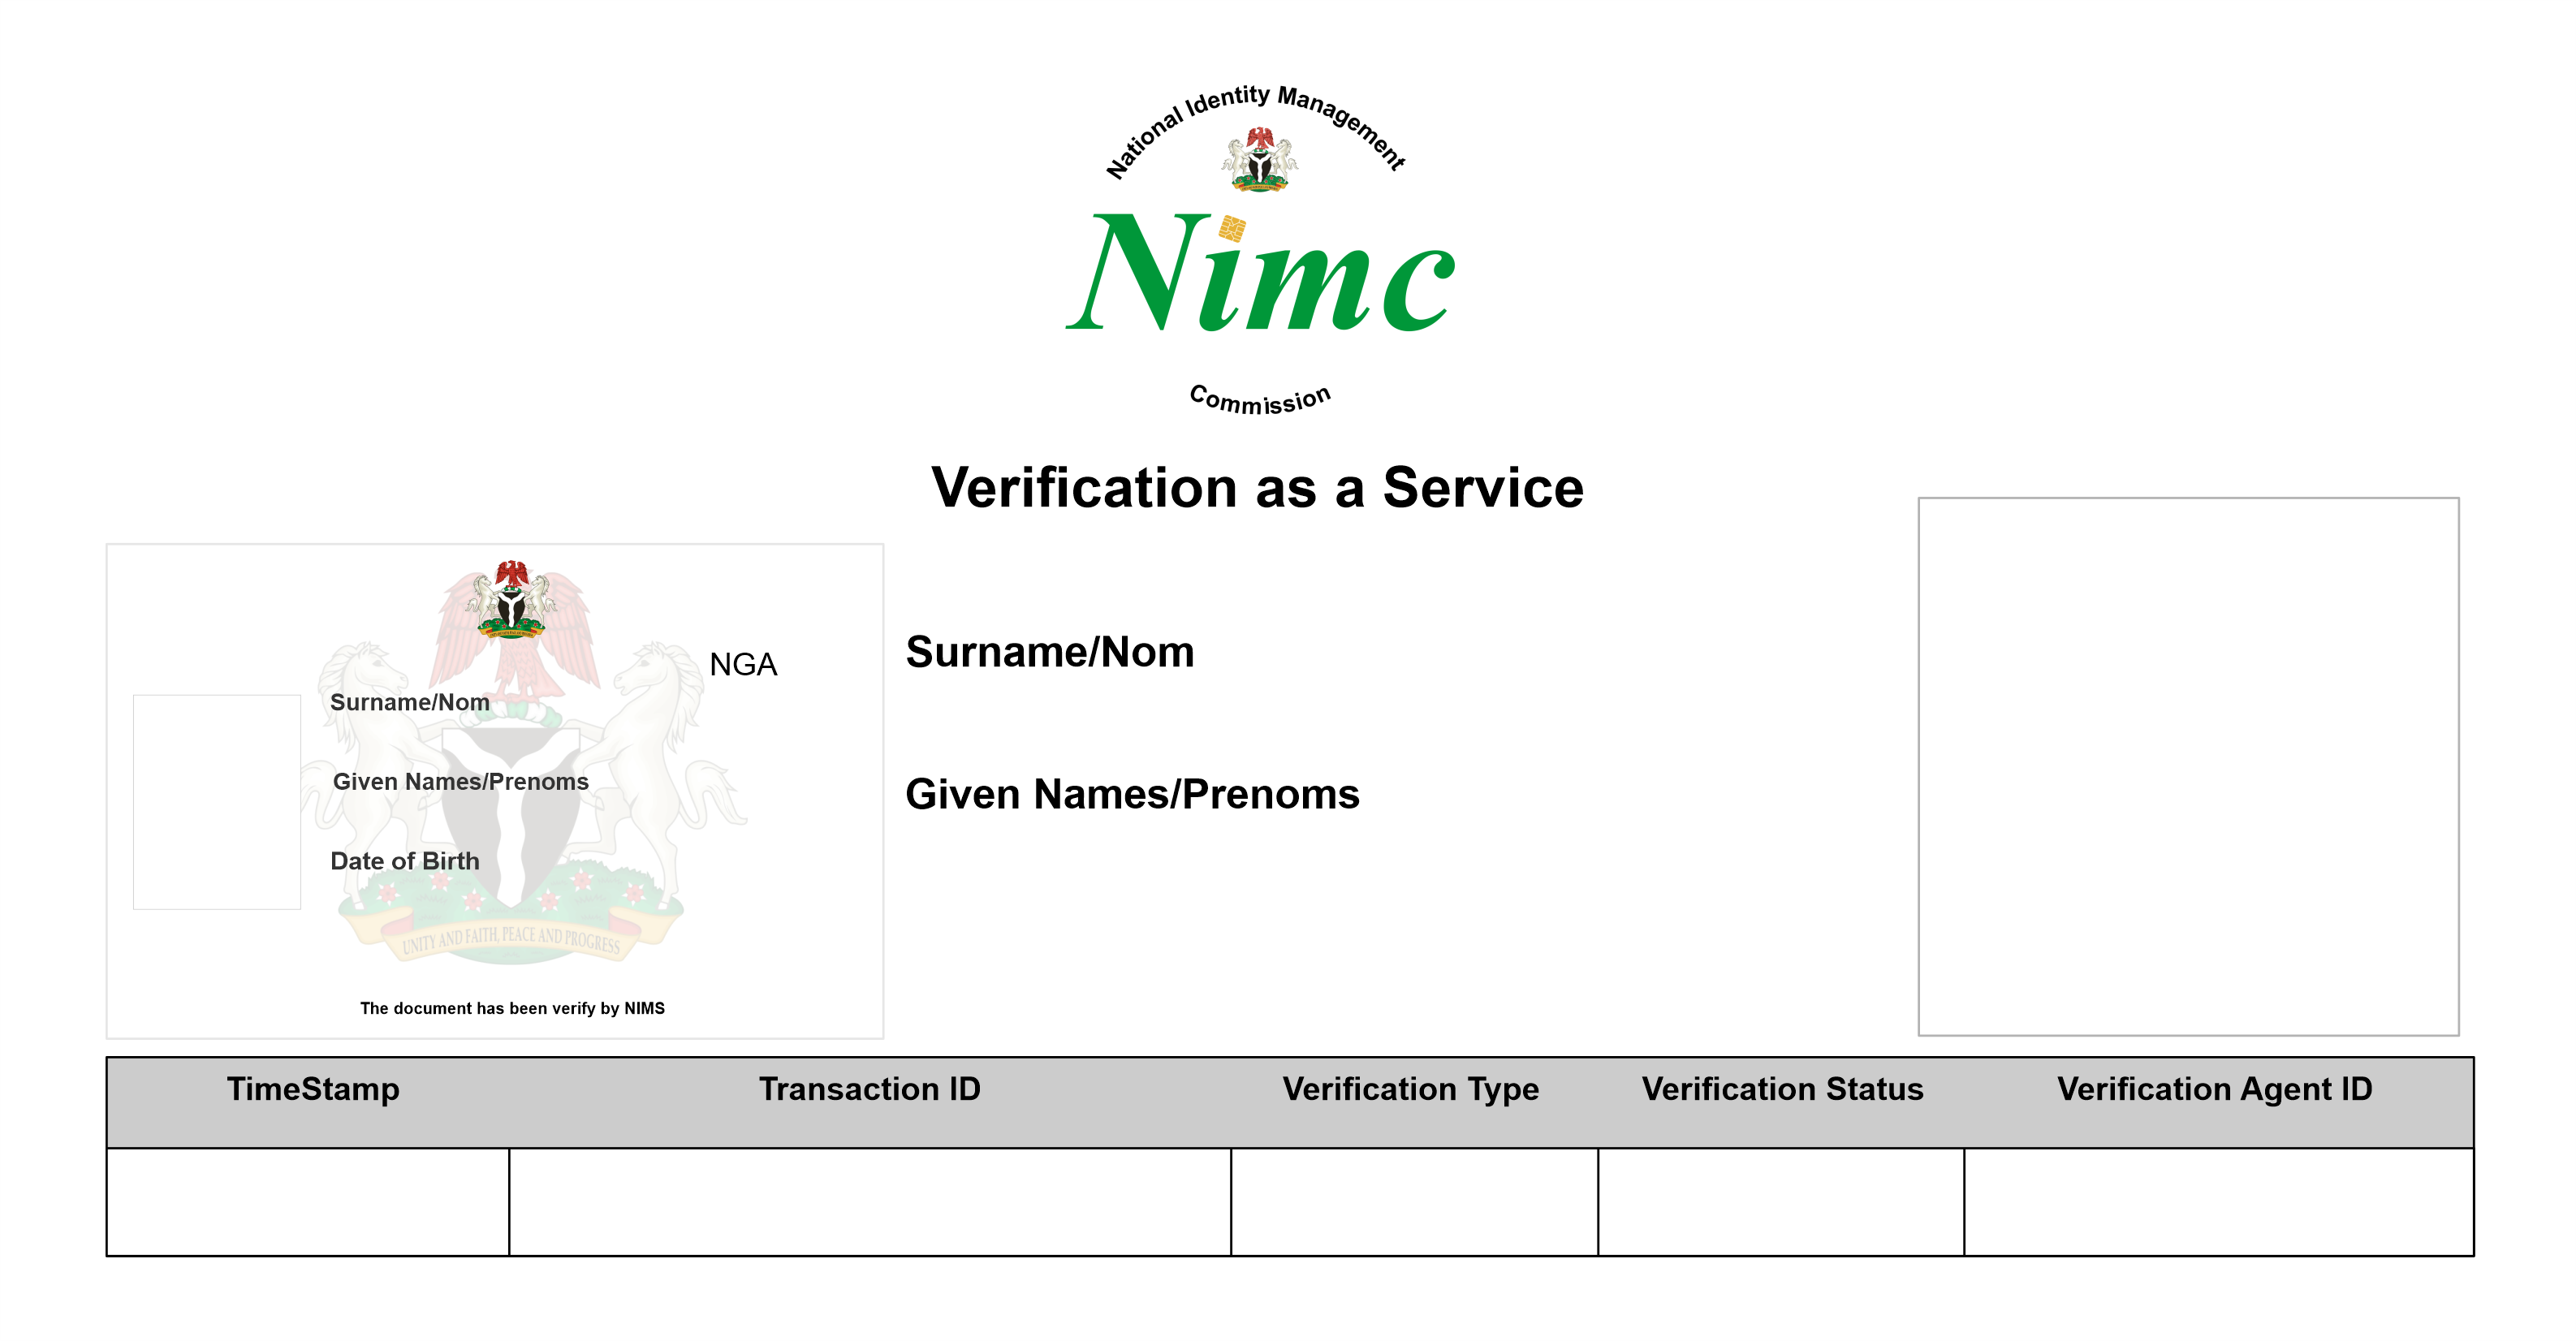 National Identity Management
Nimc
Commission
Verification as a Service
NGA
Surname/Nom
Given Names/Prenoms
Date of Birth
UNITY AND FAITH, PEACE AND PROGRESS
The document has been verify by NIMS
Surname/Nom
Given Names/Prenoms
TimeStamp Transaction ID Verification Type Verification Status Verification Agent ID